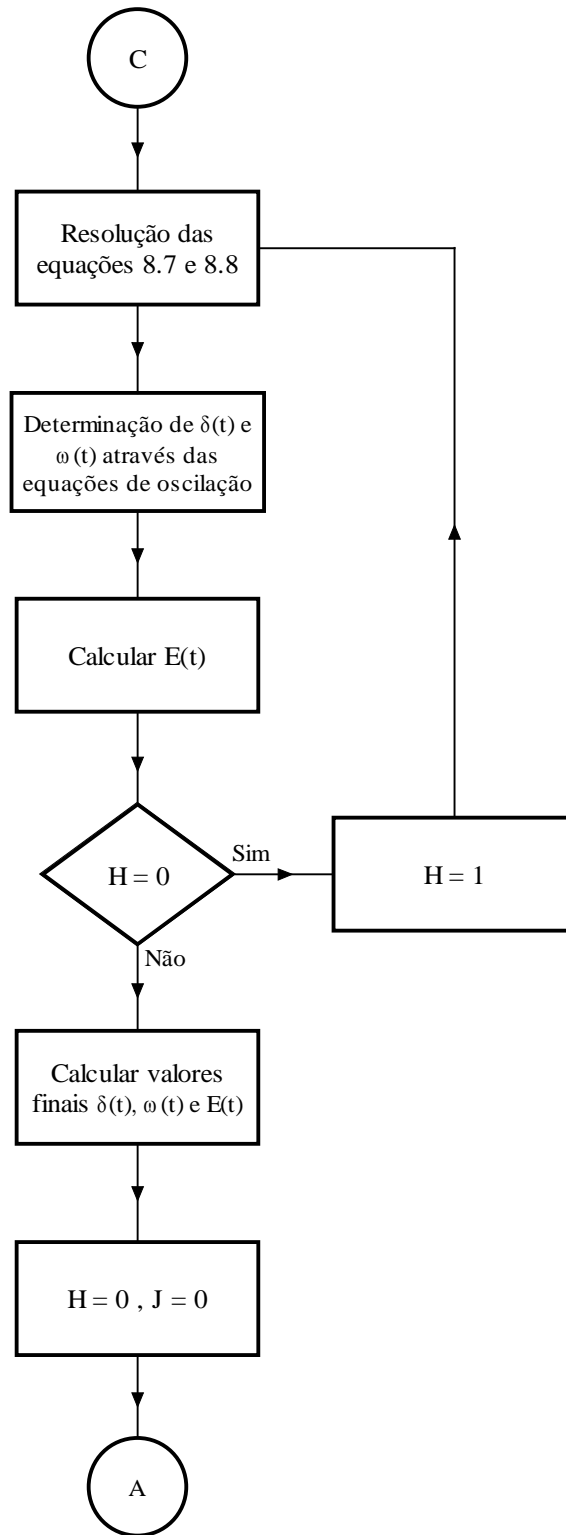 C
Resolução das
equações 8.7 e 8.8
Determinação de δ(t) e
ω(t) através das
equações de oscilação
Calcular E(t)
H = 0
Sim
H = 1
Não
Calcular valores
finais δ(t), ω(t) e E(t)
H = 0 , J = 0
A